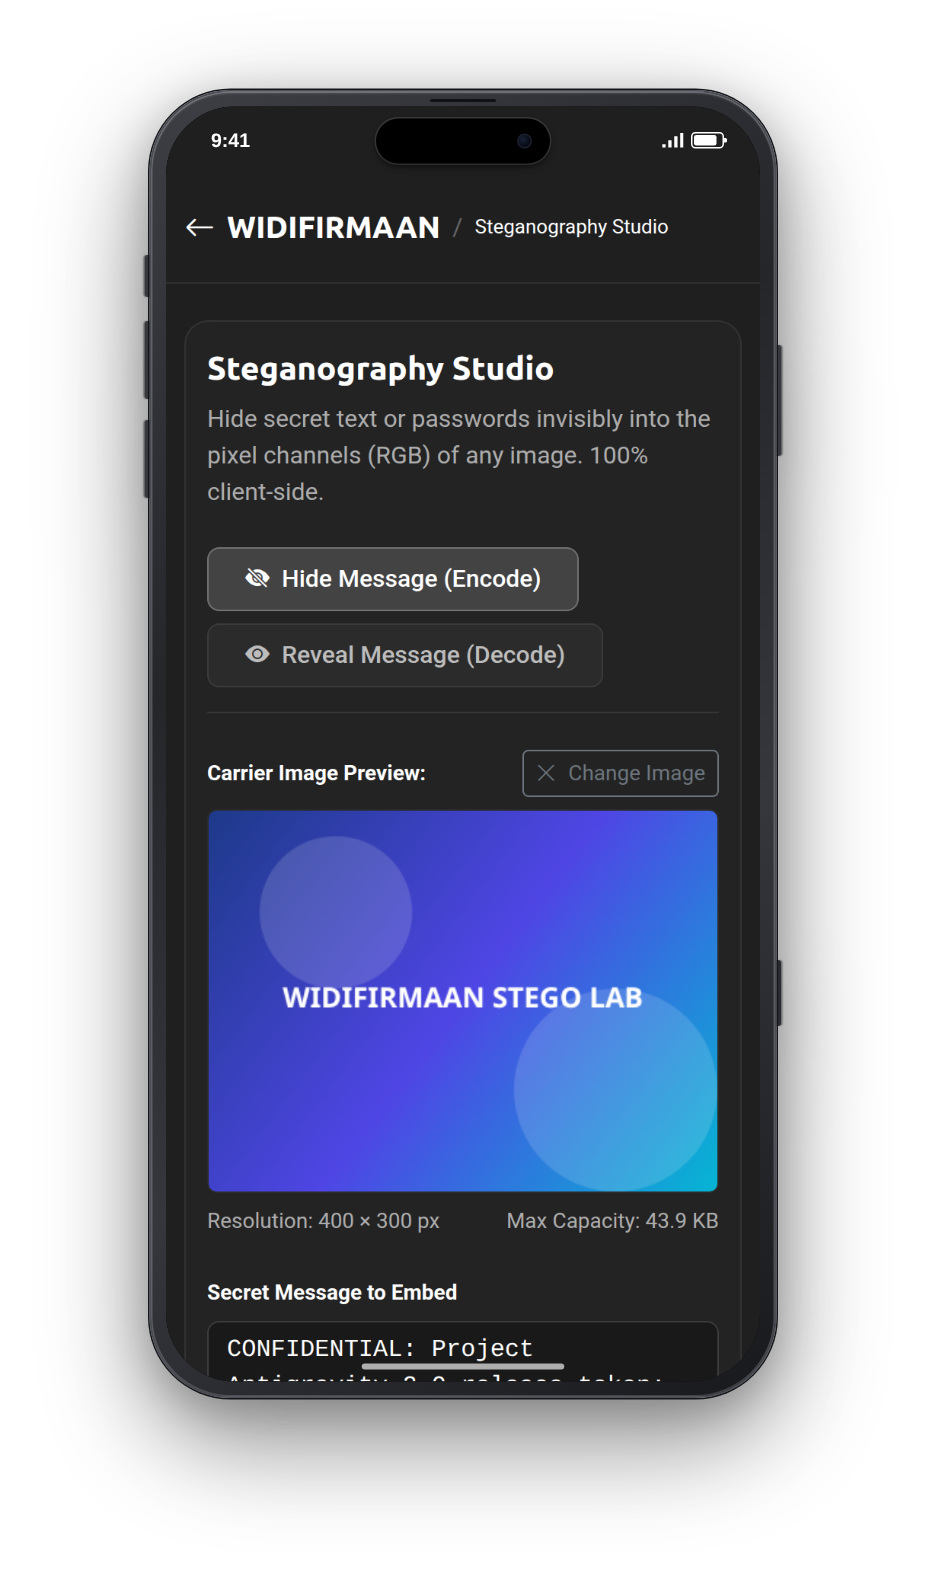 9:41
WIDIFIRMAAN / Steganography Studio
Steganography Studio
Hide secret text or passwords invisibly into the
pixel channels (RGB) of any image. 100%
client-side.
Hide Message (Encode)
Reveal Message (Decode)
Carrier Image Preview:
Change Image
WIDIFIRMAAN STEGO LAB
Resolution: 400 × 300 px
Max Capacity: 43.9 KB
Secret Message to Embed
CONFIDENTIAL: Project
release token: